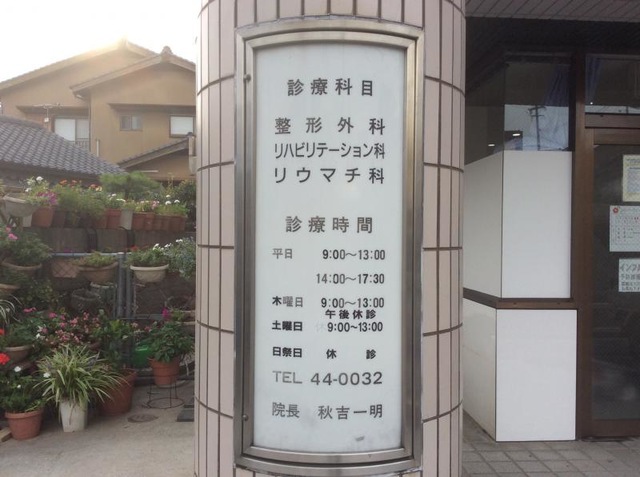 診療科目
整形外科
リハビリテーション科
リウマチ科
診療時間
平日 9:00〜13:00
14:00〜17:30
木曜日 9:00〜13:00
午後休診
土曜日 9:00〜13:00
日祭日 休診
TEL 44-0032
院長 秋吉一明